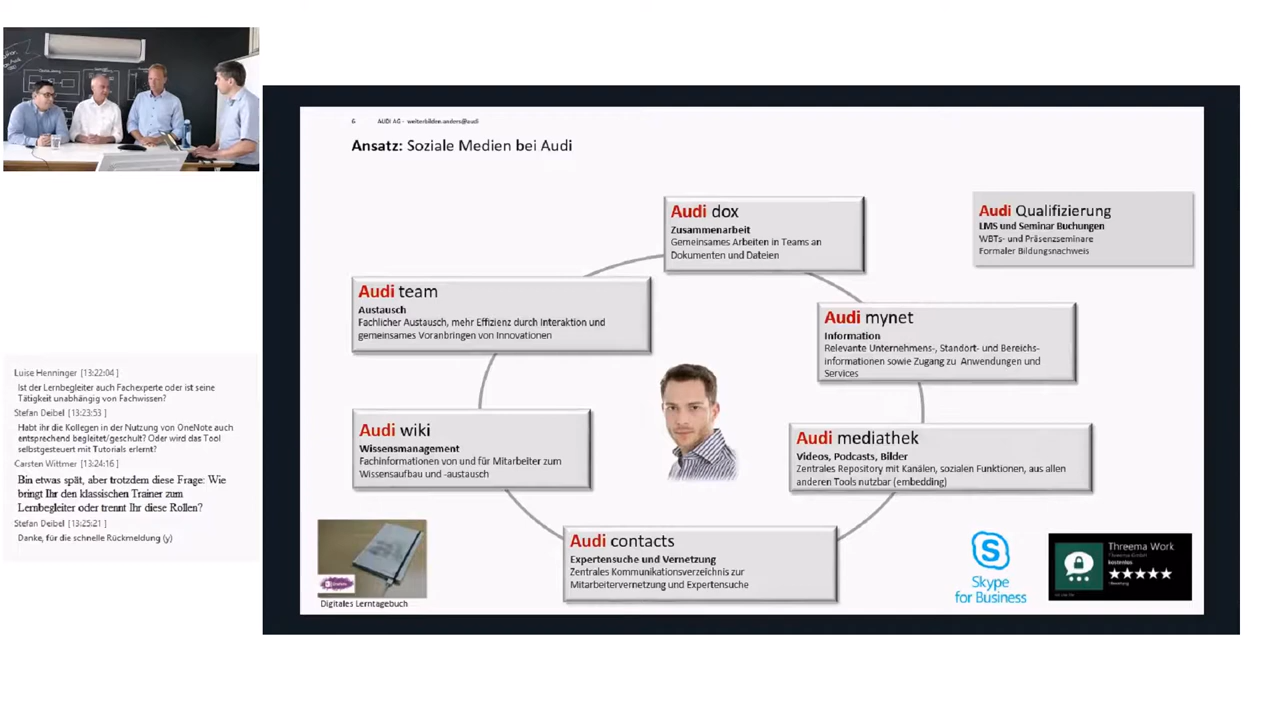 6 AUDI AG - weiterbilden.anders@audi
Ansatz: Soziale Medien bei Audi
Audi dox
Zusammenarbeit
Gemeinsames Arbeiten in Teams an
Dokumenten und Dateien
Audi Qualifizierung
LMS und Seminar Buchungen
WBTs- und Präsenzseminare
Formaler Bildungsnachweis
Audi team
Austausch
Fachlicher Austausch, mehr Effizienz durch Interaktion und
gemeinsames Voranbringen von Innovationen
Audi mynet
Information
Relevante Unternehmens-, Standort- und Bereichs-
informationen sowie Zugang zu Anwendungen und
Services
Audi wiki
Wissensmanagement
Fachinformationen von und für Mitarbeiter zum
Wissensaufbau und -austausch
Audi mediathek
Videos, Podcasts, Bilder
Zentrales Repository mit Kanälen, sozialen Funktionen, aus allen
anderen Tools nutzbar (embedding)
Audi contacts
Expertensuche und Vernetzung
Zentrales Kommunikationsverzeichnis zur
Mitarbeitervernetzung und Expertensuche
Digitales Lerntagebuch
Skype
for Business
Threema Work
Threema GmbH
kostenlos
Luise Henninger [13:22:04]
Ist der Lernbegleiter auch Fachexperte oder ist seine
Tätigkeit unabhängig von Fachwissen?
Stefan Deibel [13:23:53]
Habt ihr die Kollegen in der Nutzung von OneNote auch
entsprechend begleitet/geschult? Oder wird das Tool
selbstgesteuert mit Tutorials erlernt?
Carsten Wittmer [13:24:16]
Bin etwas spät, aber trotzdem diese Frage: Wie
bringt Ihr den klassischen Trainer zum
Lernbegleiter oder trennt Ihr diese Rollen?
Stefan Deibel [13:25:21]
Danke, für die schnelle Rückmeldung (y)